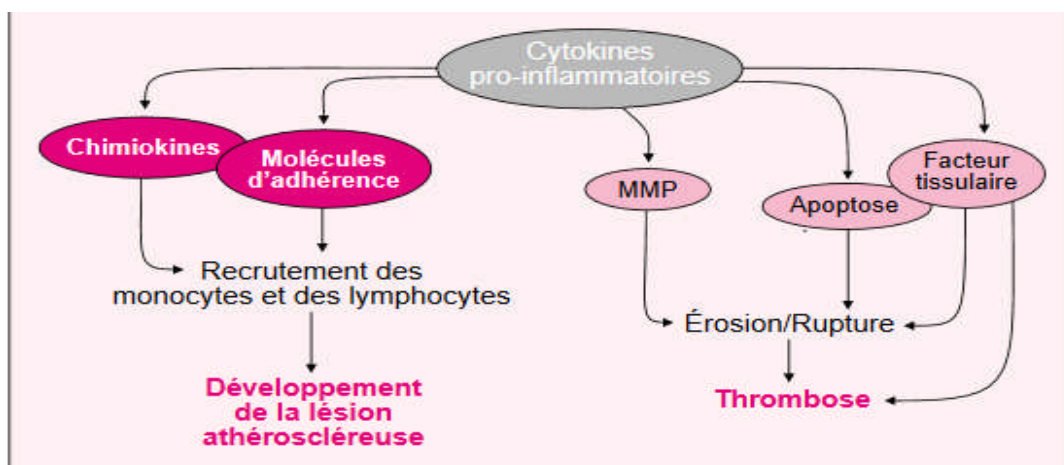 Cytokines
pro-inflammatoires
Chimiokines
Molécules
d'adhérence
MMP
Apoptose
Facteur
tissulaire
Recrutement des
monocytes et des lymphocytes
Érosion/Rupture
Développement
de la lésion
athéroscléreuse
Thrombose